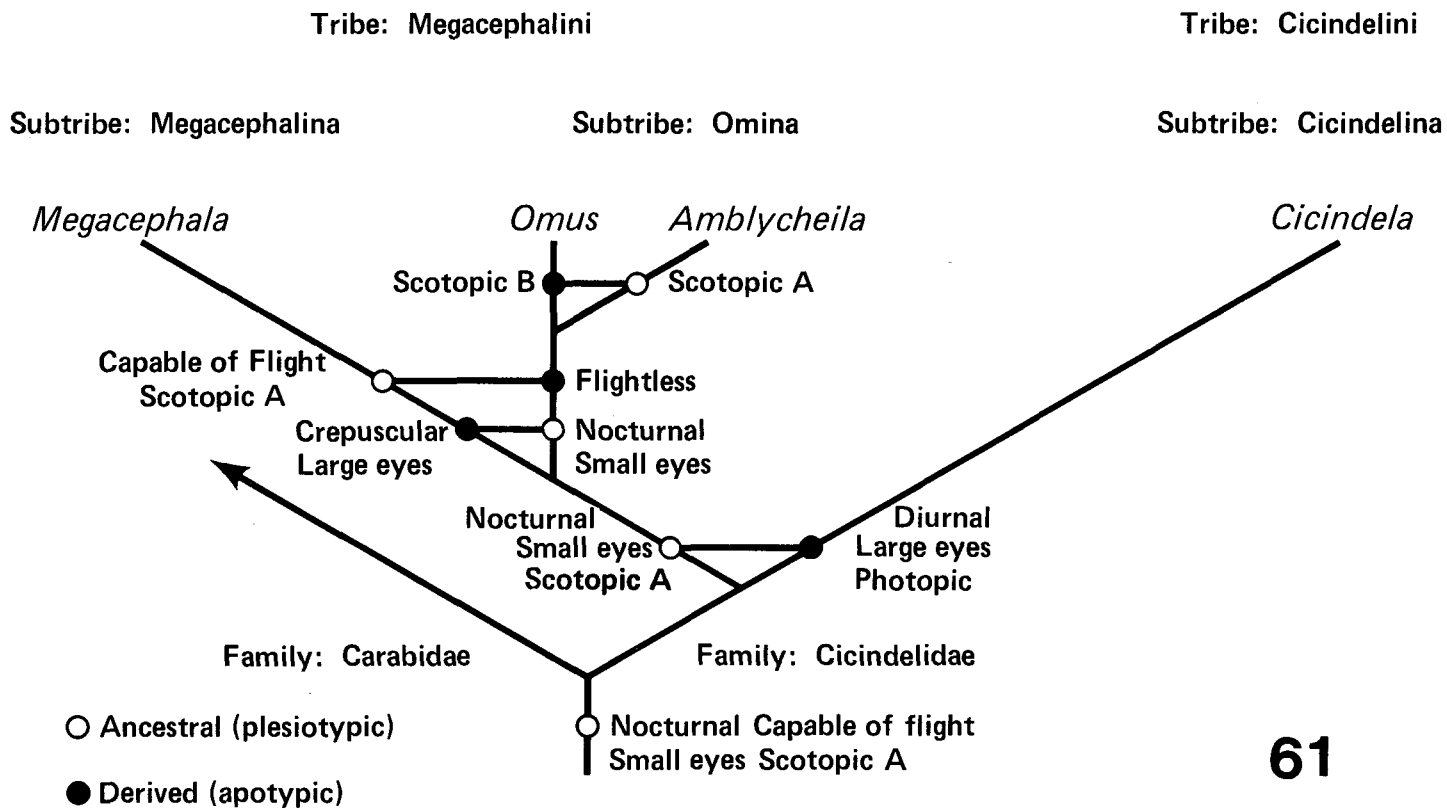 Tribe: Megacephalini
Tribe: Cicindelini
Subtribe: Megacephalina
Subtribe: Omina
Subtribe: Cicindelina
Megacephala
Omus
Amblycheila
Cicindela
Scotopic B
Scotopic A
Capable of Flight
Scotopic A
Flightless
Crepuscular
Large eyes
Nocturnal
Small eyes
Nocturnal
Small eyes
Scotopic A
Diurnal
Large eyes
Photopic
Family: Carabidae
Family: Cicindelidae
Ancestral (plesiotypic)
Derived (apotypic)
Nocturnal Capable of flight
Small eyes Scotopic A
61